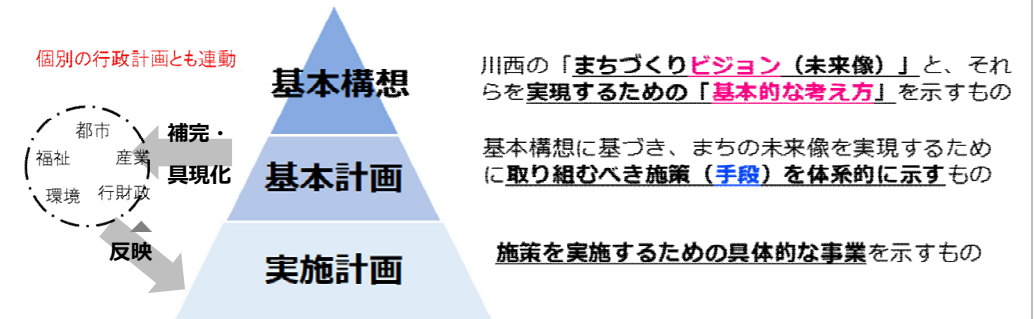 個別の行政計画とも連動
都市
福祉
産業
環境
行財政
補完・
具現化
反映
基本構想
基本計画
実施計画
川西の「まちづくりビジョン（未来像）」と、それ
らを実現するための「基本的な考え方」を示すもの
基本構想に基づき、まちの未来像を実現するため
に取り組むべき施策（手段）を体系的に示すもの
施策を実施するための具体的な事業を示すもの